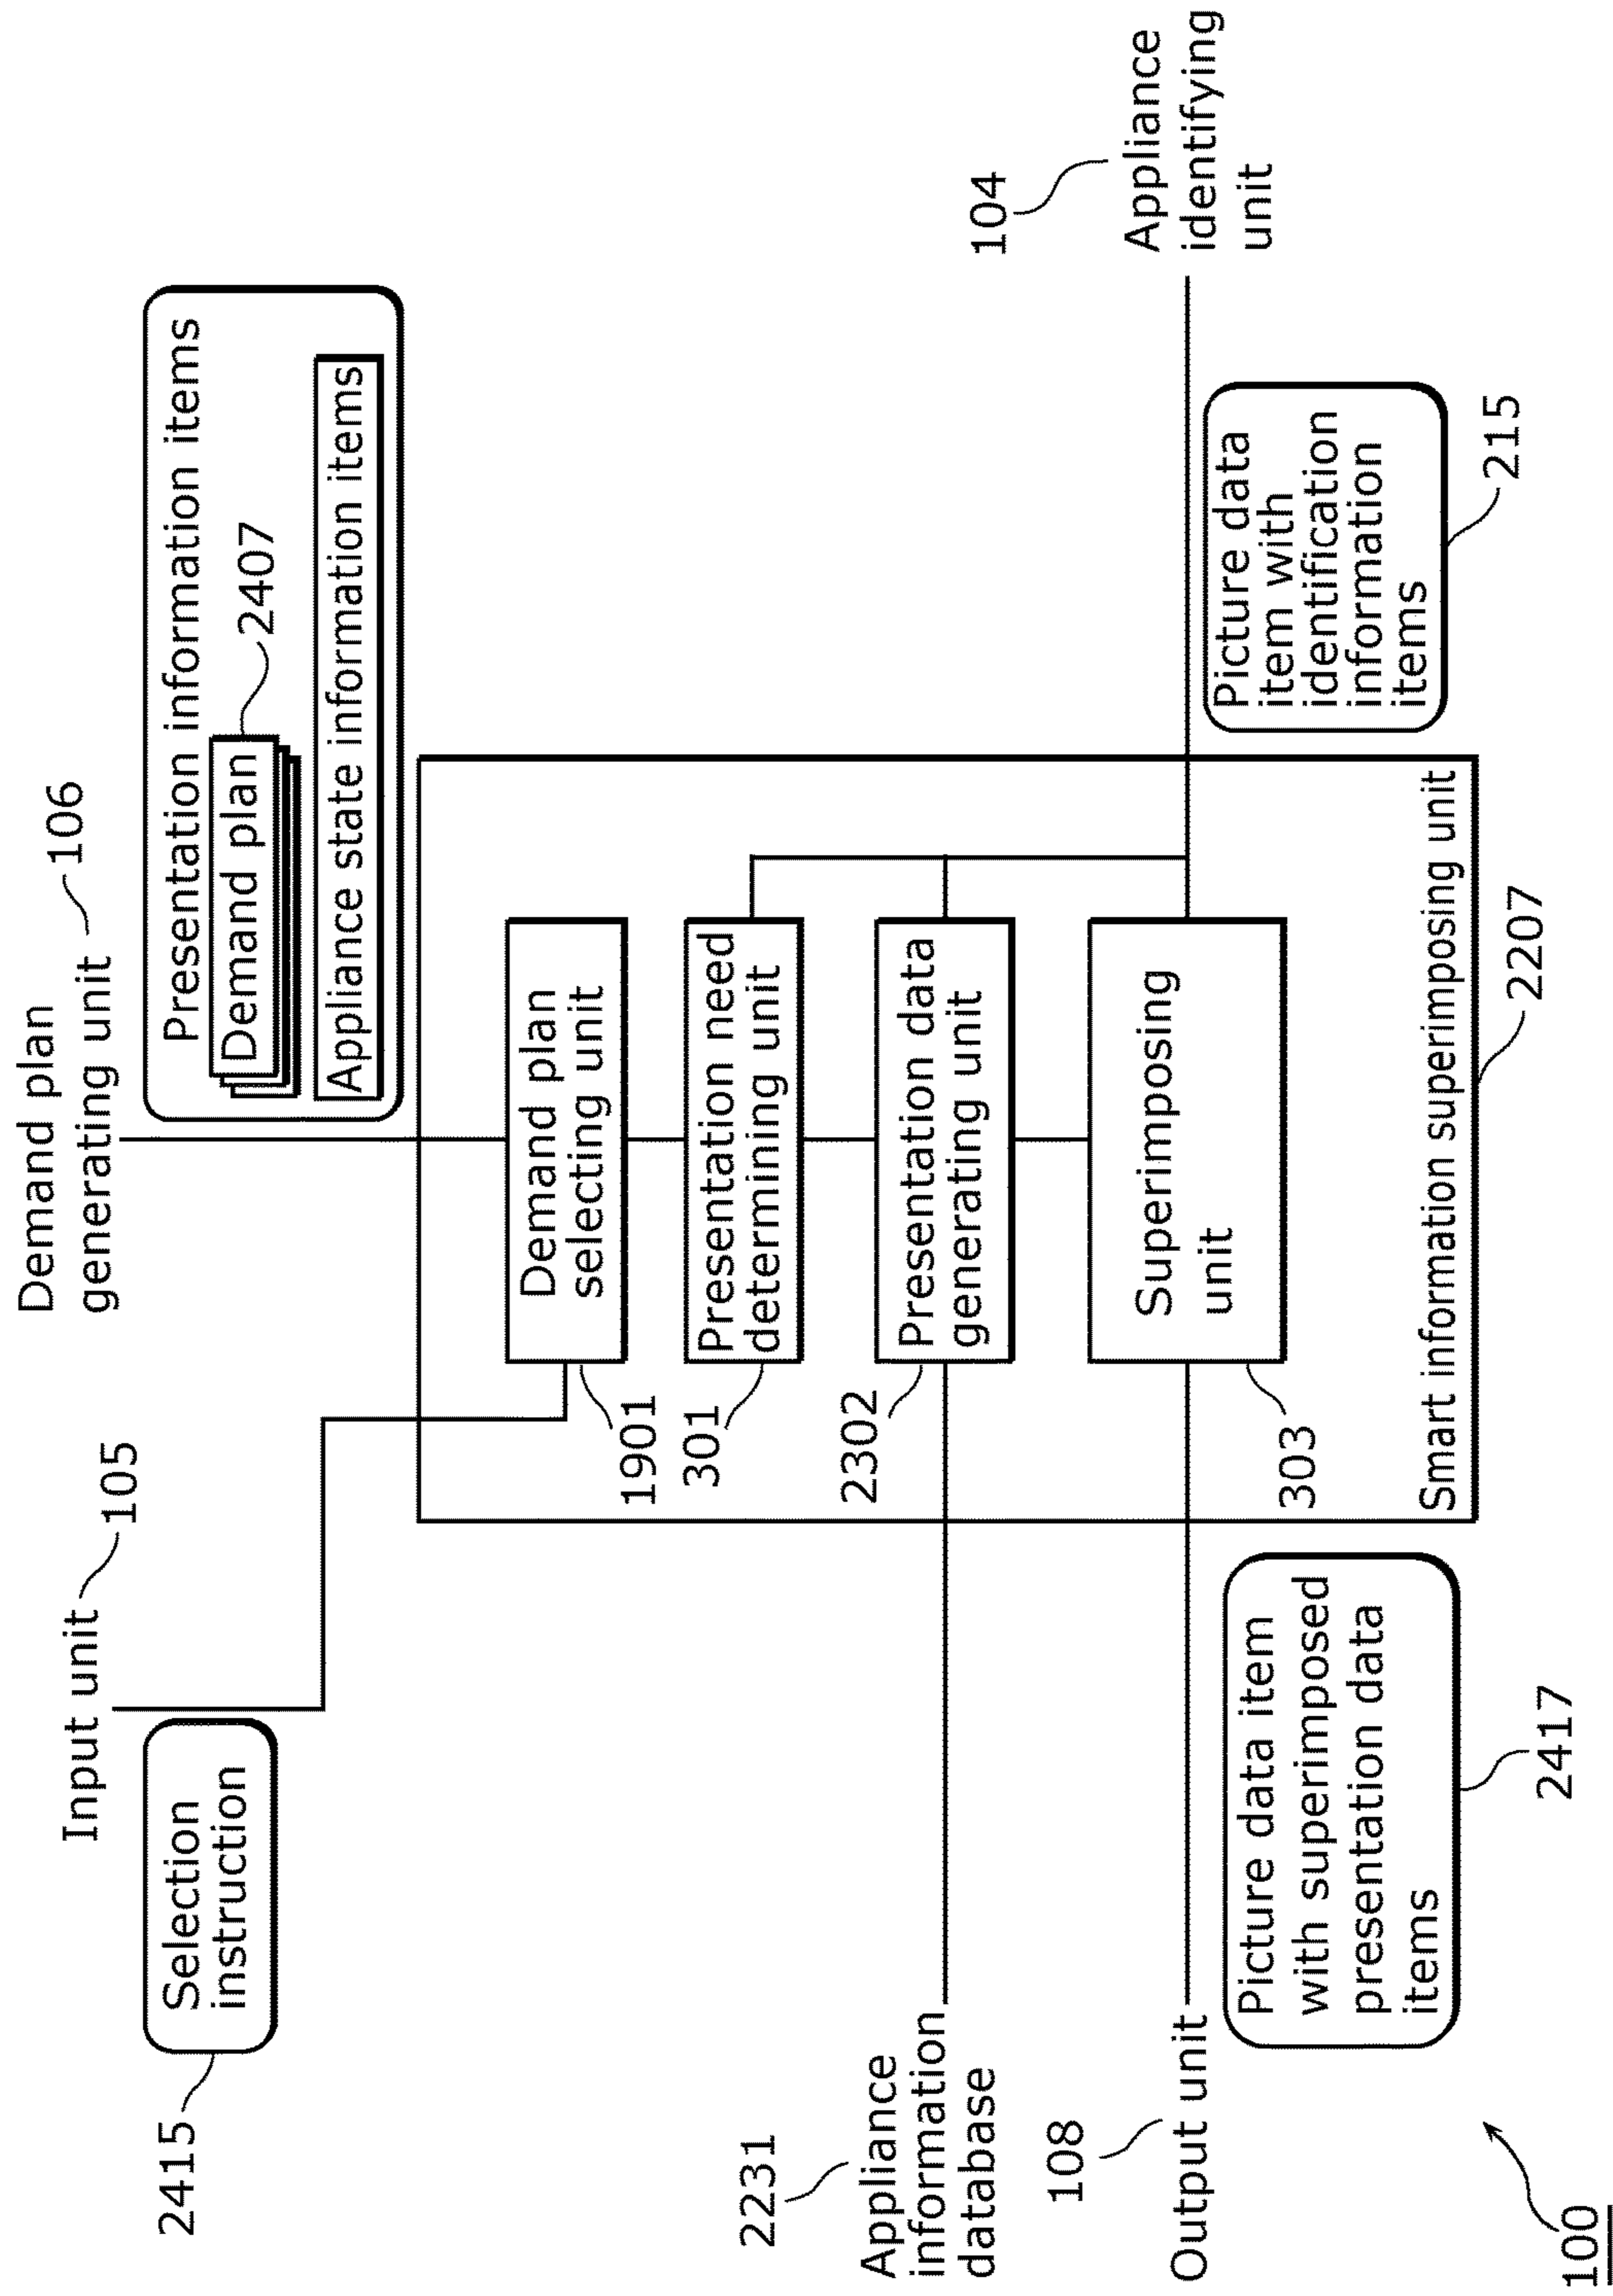 Demand plan
generating unit
106
Input unit
105
Selection
instruction
2415
Presentation information items
Demand plan
2407
Appliance state information items
Demand plan
selecting unit
1901
Presentation need
determining unit
301
Presentation data
generating unit
2302
Superimposing
unit
303
Smart information superimposing unit
2207
2231
Appliance
information
database
108
Output unit
Picture data item
with superimposed
presentation data
items
2417
104
Appliance
identifying
unit
Picture data
item with
identification
information
items
215
100